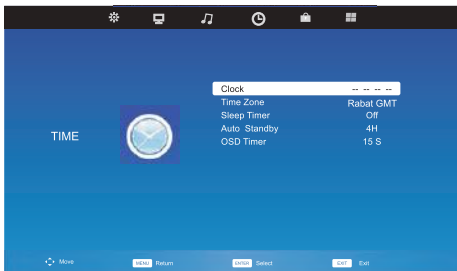 Clock -- -- -- --
Time Zone Rabat GMT
Sleep Timer Off
Auto Standby 4H
OSD Timer 15 S
TIME
Move MENU Return ENTER Select EXIT Exit